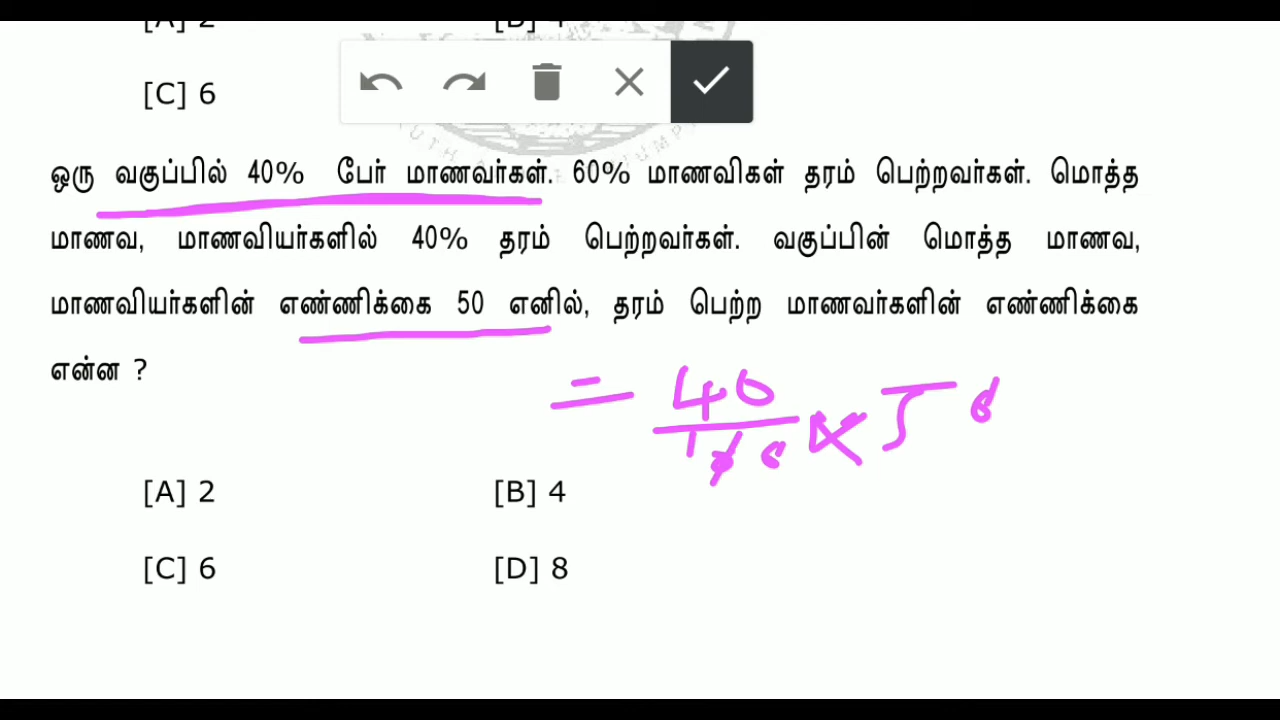 [C] 6
ஒரு வகுப்பில் 40% பேர் மாணவர்கள். 60% மாணவிகள் தரம் பெற்றவர்கள். மொத்த
மாணவ, மாணவியர்களில் 40% தரம் பெற்றவர்கள். வகுப்பின் மொத்த மாணவ,
மாணவியர்களின் எண்ணிக்கை 50 எனில், தரம் பெற்ற மாணவர்களின் எண்ணிக்கை
என்ன ?
= 40
100 × 50
[A] 2 [B] 4
[C] 6 [D] 8